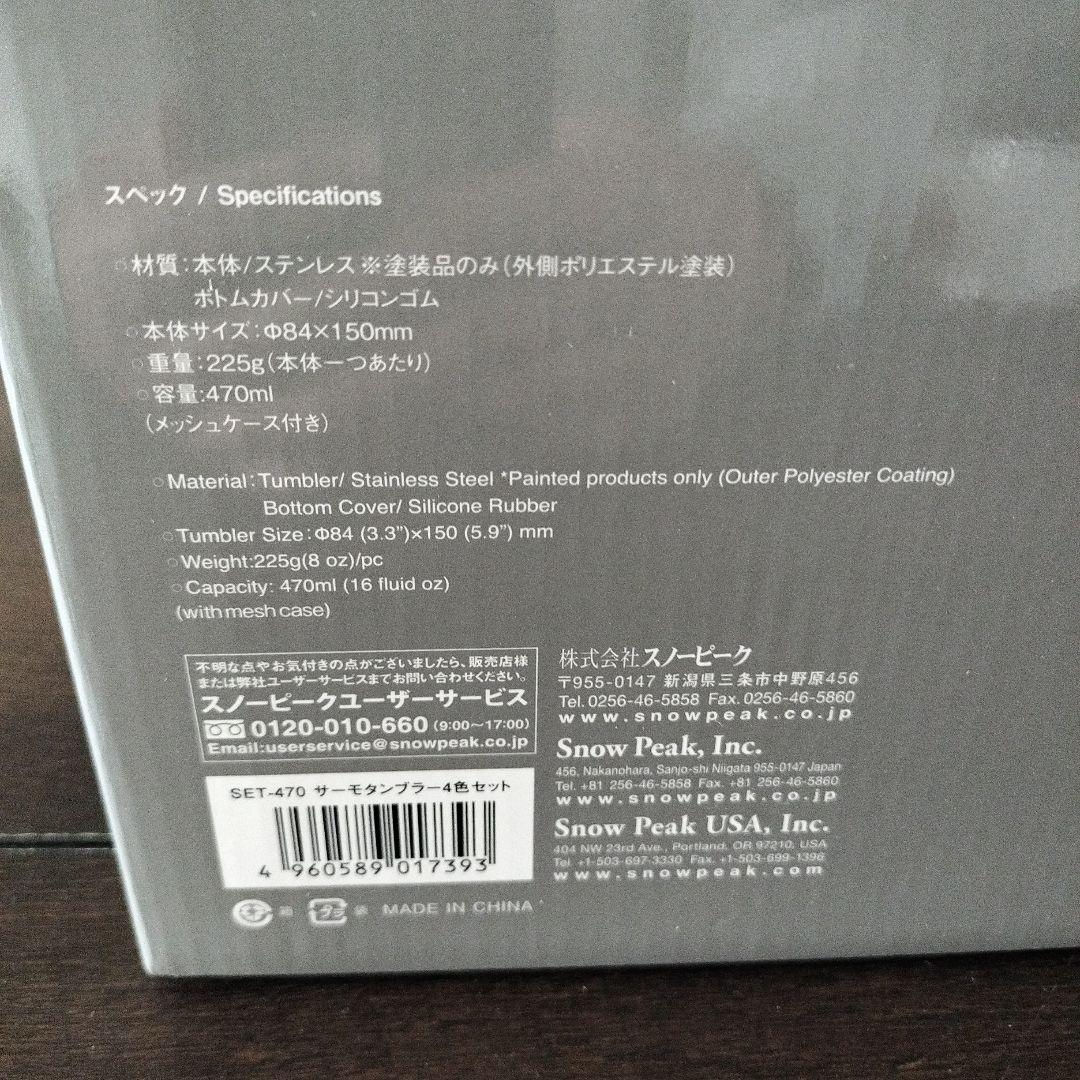 スペック / Specifications
○材質：本体/ステンレス ※塗装品のみ（外側ポリエステル塗装）
ボトムカバー/シリコンゴム
○本体サイズ：Φ84×150mm
○重量：225g（本体一つあたり）
○容量:470ml
（メッシュケース付き）
○Material：Tumbler/ Stainless Steel *Painted products only (Outer Polyester Coating)
Bottom Cover/ Silicone Rubber
○Tumbler Size：Φ84 (3.3”)×150 (5.9”) mm
○Weight:225g(8 oz)/pc
○Capacity: 470ml (16 fluid oz)
(with mesh case)
不明な点やお気付きの点がございましたら、販売店様
または弊社ユーザーサービスまでお問い合わせください。
スノーピークユーザーサービス
0120-010-660（9:00〜17:00）
Email:userservice@snowpeak.co.jp
株式会社スノーピーク
〒955-0147 新潟県三条市中野原456
Tel.0256-46-5858 Fax.0256-46-5860
www.snowpeak.co.jp
Snow Peak, Inc.
456, Nakanohara, Sanjo-shi Niigata 955-0147 Japan
Tel. +81 256-46-5858 Fax. +81 256-46-5860
www.snowpeak.co.jp
Snow Peak USA, Inc.
404 NW 23rd Ave., Portland, OR 97210, USA
Tel +1-503-697-3330 Fax. +1-503-699-1396
www.snowpeak.com
SET-470 サーモタンブラー4色セット
4 960589 017393
箱 プラ 袋 MADE IN CHINA